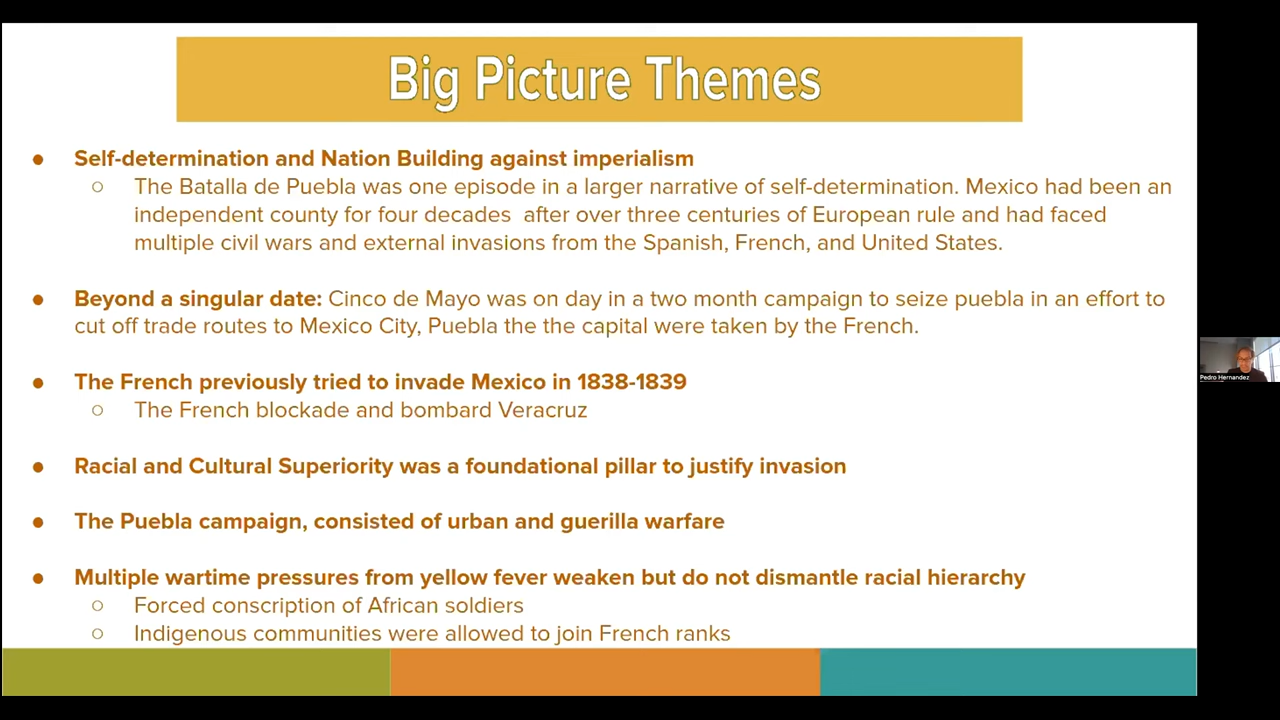 Big Picture Themes
● Self-determination and Nation Building against imperialism
○ The Batalla de Puebla was one episode in a larger narrative of self-determination. Mexico had been an
independent county for four decades  after over three centuries of European rule and had faced
multiple civil wars and external invasions from the Spanish, French, and United States.
● Beyond a singular date: Cinco de Mayo was on day in a two month campaign to seize puebla in an effort to
cut off trade routes to Mexico City, Puebla the the capital were taken by the French.
● The French previously tried to invade Mexico in 1838-1839
○ The French blockade and bombard Veracruz
● Racial and Cultural Superiority was a foundational pillar to justify invasion
● The Puebla campaign, consisted of urban and guerilla warfare
● Multiple wartime pressures from yellow fever weaken but do not dismantle racial hierarchy
○ Forced conscription of African soldiers
○ Indigenous communities were allowed to join French ranks
Pedro Hernandez